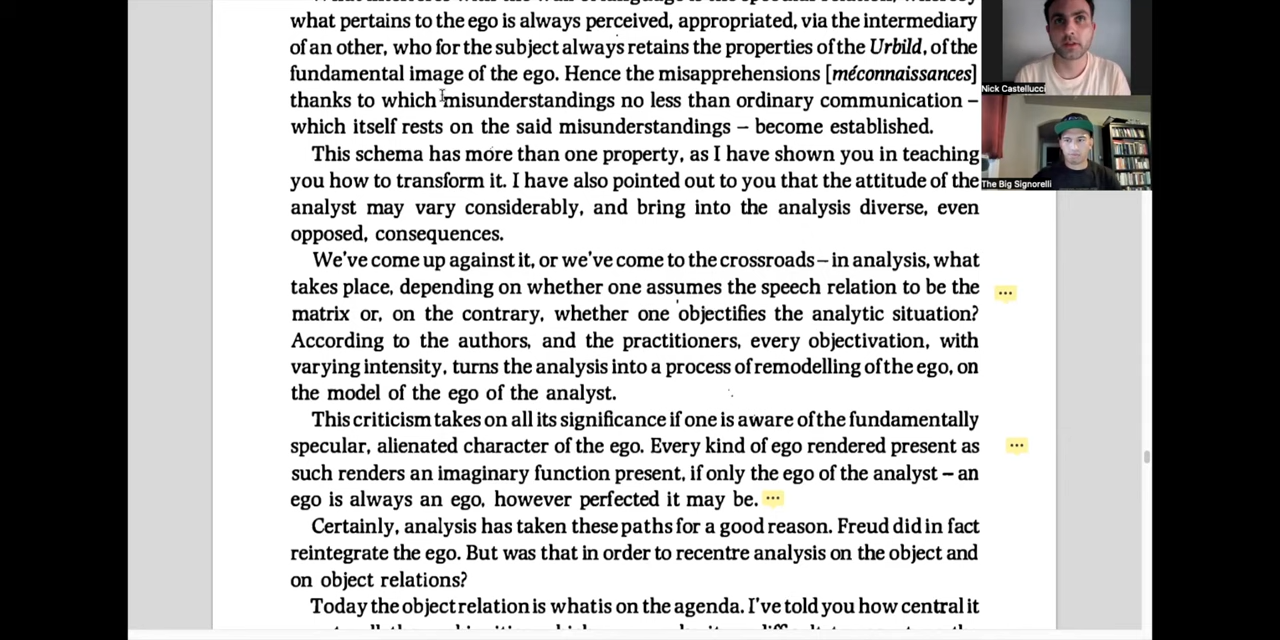 what pertains to the ego is always perceived, appropriated, via the intermediary
of an other, who for the subject always retains the properties of the Urbild, of the
fundamental image of the ego. Hence the misapprehensions [méconnaissances]
thanks to which misunderstandings no less than ordinary communication –
which itself rests on the said misunderstandings – become established.
This schema has more than one property, as I have shown you in teaching
you how to transform it. I have also pointed out to you that the attitude of the
analyst may vary considerably, and bring into the analysis diverse, even
opposed, consequences.
We've come up against it, or we've come to the crossroads – in analysis, what
takes place, depending on whether one assumes the speech relation to be the
matrix or, on the contrary, whether one objectifies the analytic situation?
According to the authors, and the practitioners, every objectivation, with
varying intensity, turns the analysis into a process of remodelling of the ego, on
the model of the ego of the analyst.
This criticism takes on all its significance if one is aware of the fundamentally
specular, alienated character of the ego. Every kind of ego rendered present as
such renders an imaginary function present, if only the ego of the analyst – an
ego is always an ego, however perfected it may be.
Certainly, analysis has taken these paths for a good reason. Freud did in fact
reintegrate the ego. But was that in order to recentre analysis on the object and
on object relations?
Today the object relation is what is on the agenda. I've told you how central it
Nick Castellucci
The Big Signorelli